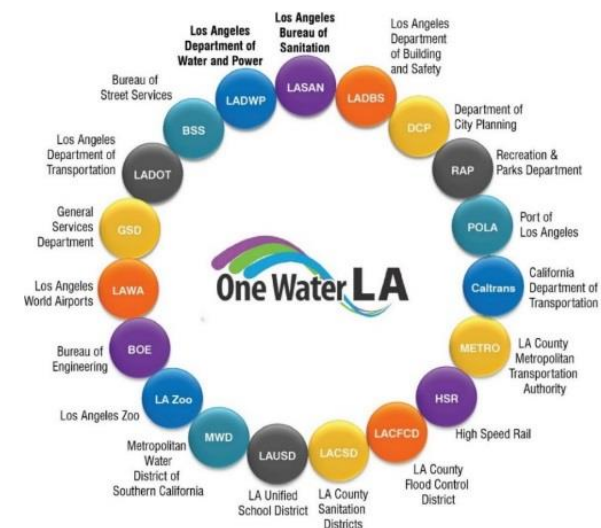 Los Angeles
Bureau of
Sanitation
LASAN
Los Angeles
Department
of Building
and Safety
LADBS
Department of
City Planning
DCP
Recreation &
Parks Department
RAP
Port of
Los Angeles
POLA
California
Department of
Transportation
Caltrans
LA County
Metropolitan
Transportation
Authority
METRO
High Speed Rail
HSR
LA County
Flood Control
District
LACFCD
LA County
Sanitation
Districts
LACSD
LA Unified
School District
LAUSD
Metropolitan
Water
District of
Southern California
MWD
Los Angeles Zoo
LA Zoo
Bureau of
Engineering
BOE
Los Angeles
World Airports
LAWA
General
Services
Department
GSD
Los Angeles
Department of
Transportation
LADOT
Bureau of
Street Services
BSS
Los Angeles
Department of
Water and Power
LADWP
One Water LA